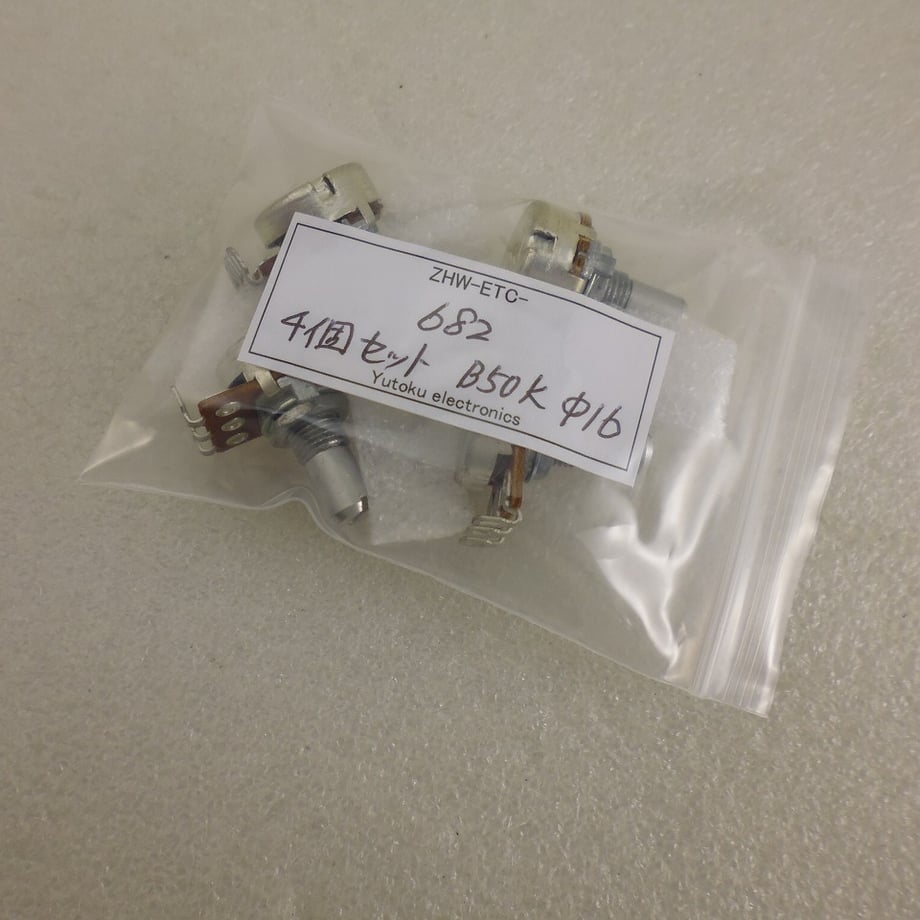 ZHW-ETC-
682
4個セット B50K Φ16
Yutoku electronics